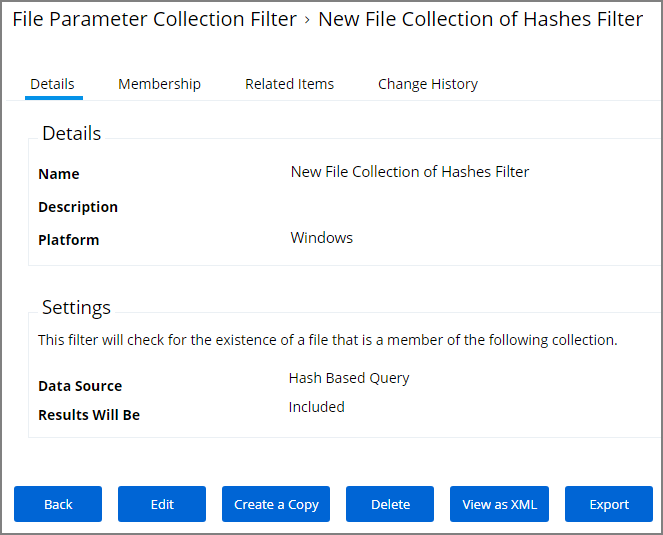 File Parameter Collection Filter › New File Collection of Hashes Filter
Details Membership Related Items Change History
Details
Name New File Collection of Hashes Filter
Description
Platform Windows
Settings
This filter will check for the existence of a file that is a member of the following collection.
Data Source Hash Based Query
Results Will Be Included
Back Edit Create a Copy Delete View as XML Export